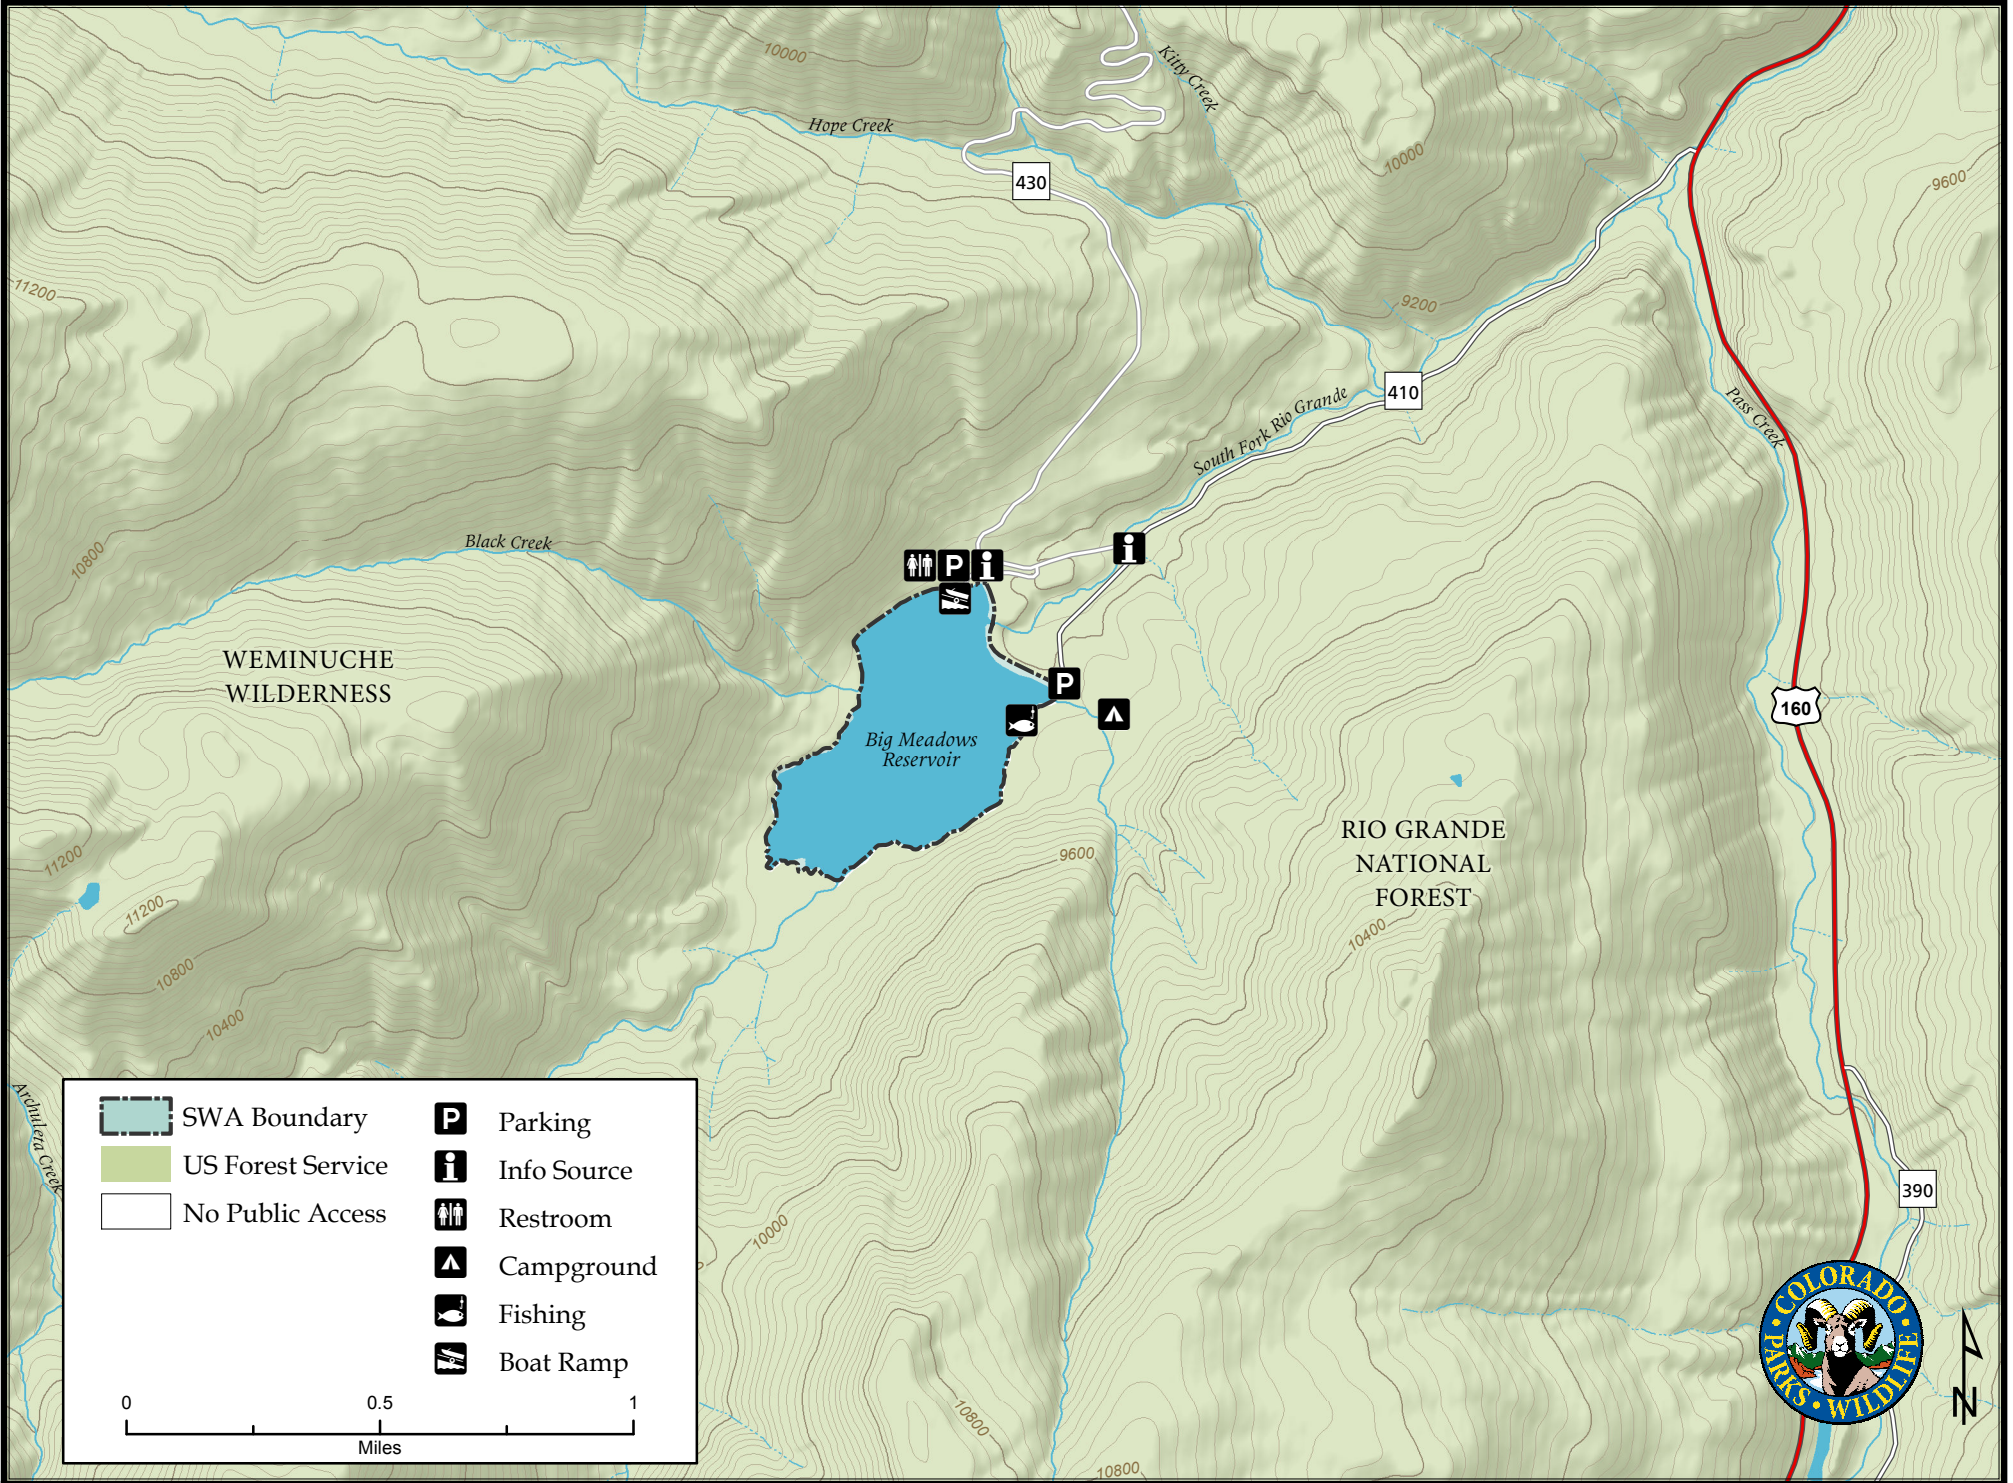 10000
Kitty Creek
Hope Creek
10000
430
9600
11200
9200
410
Pass Creek
South Fork Rio Grande
Black Creek
10800
P
i
i
WEMINUCHE
WILDERNESS
P
160
Big Meadows
Reservoir
RIO GRANDE
NATIONAL
FOREST
9600
11200
11200
10400
10800
10400
Archuleta Creek
SWA Boundary
US Forest Service
No Public Access
P Parking
i Info Source
Restroom
Campground
Fishing
Boat Ramp
0 0.5 1
Miles
10000
390
COLORADO
PARKS • WILDLIFE
N
10800
10800